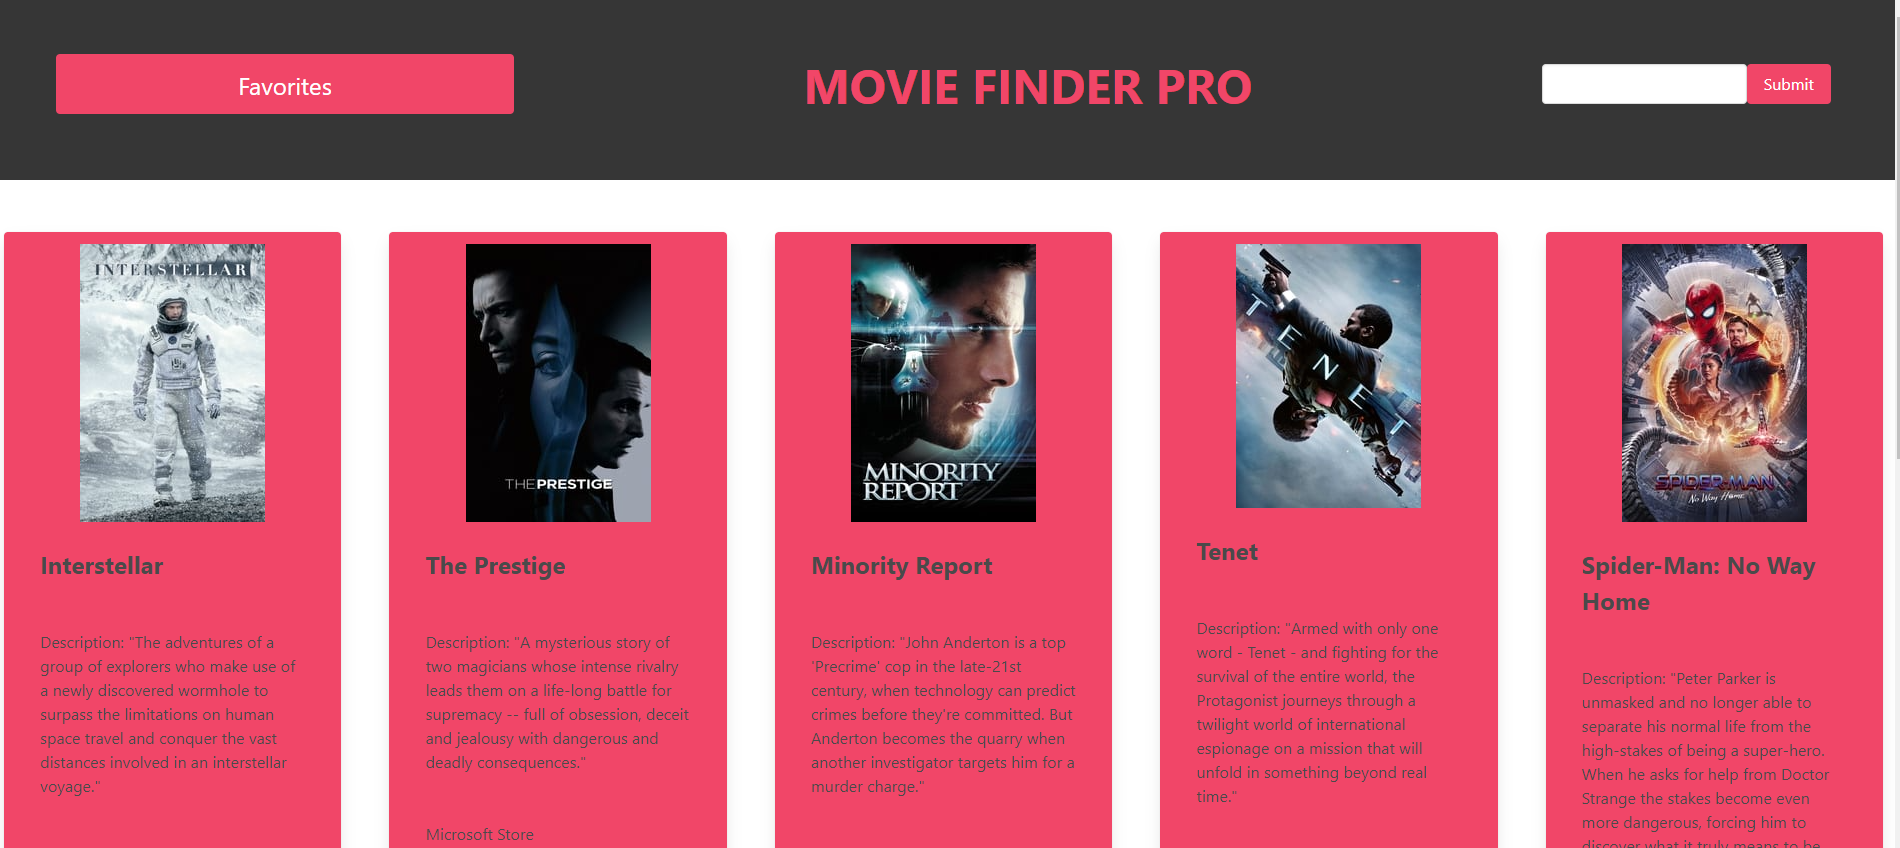 Favorites
MOVIE FINDER PRO
Submit
INTERSTELLAR
Interstellar
Description: "The adventures of a
group of explorers who make use of
a newly discovered wormhole to
surpass the limitations on human
space travel and conquer the vast
distances involved in an interstellar
voyage."
THE PRESTIGE
The Prestige
Description: "A mysterious story of
two magicians whose intense rivalry
leads them on a life-long battle for
supremacy -- full of obsession, deceit
and jealousy with dangerous and
deadly consequences."
Microsoft Store
MINORITY
REPORT
Minority Report
Description: "John Anderton is a top
'Precrime' cop in the late-21st
century, when technology can predict
crimes before they're committed. But
Anderton becomes the quarry when
another investigator targets him for a
murder charge."
TENET
Tenet
Description: "Armed with only one
word - Tenet - and fighting for the
survival of the entire world, the
Protagonist journeys through a
twilight world of international
espionage on a mission that will
unfold in something beyond real
time."
SPIDER-MAN
No Way Home
Spider-Man: No Way
Home
Description: "Peter Parker is
unmasked and no longer able to
separate his normal life from the
high-stakes of being a super-hero.
When he asks for help from Doctor
Strange the stakes become even
more dangerous, forcing him to
discover what it truly means to be